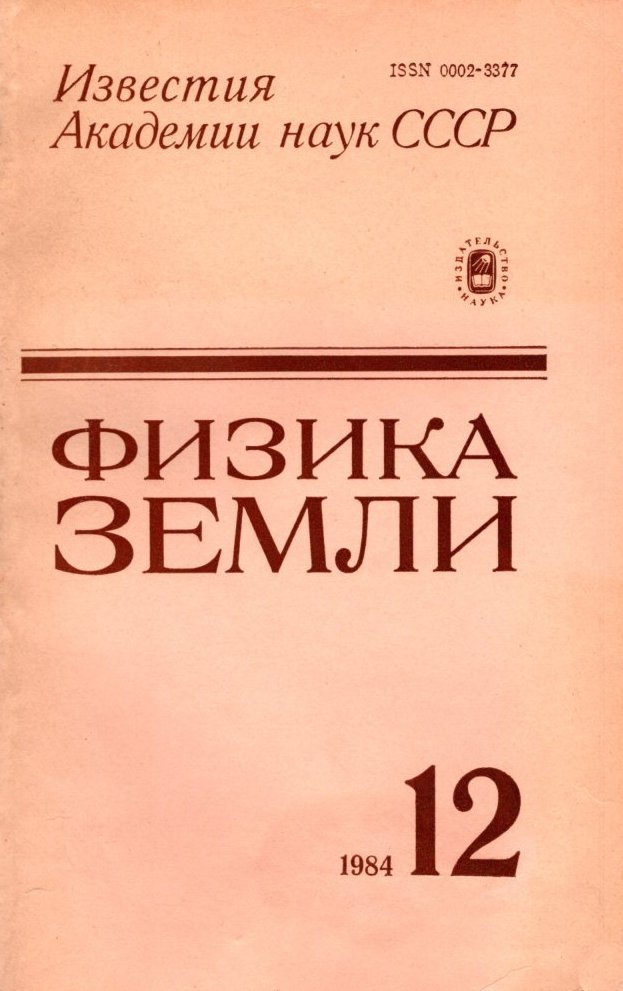 Известия
ISSN 0002-3377
Академии наук СССР
ИЗДАТЕЛЬСТВО
НАУКА
ФИЗИКА
ЗЕМЛИ
1984 12